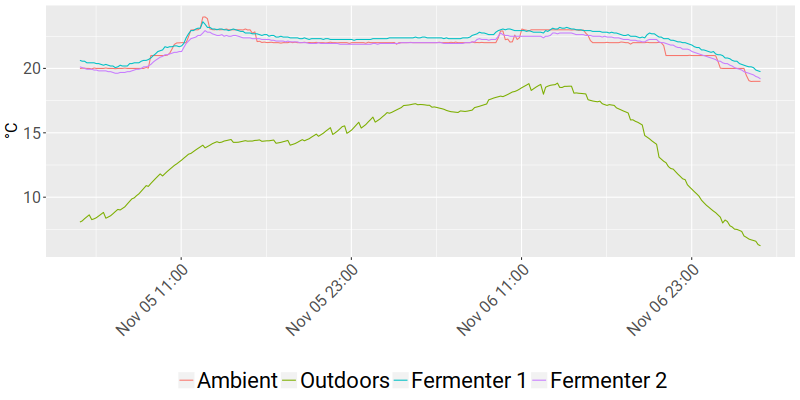 20
15
10
°C
Nov 05 11:00
Nov 05 23:00
Nov 06 11:00
Nov 06 23:00
Ambient Outdoors Fermenter 1 Fermenter 2